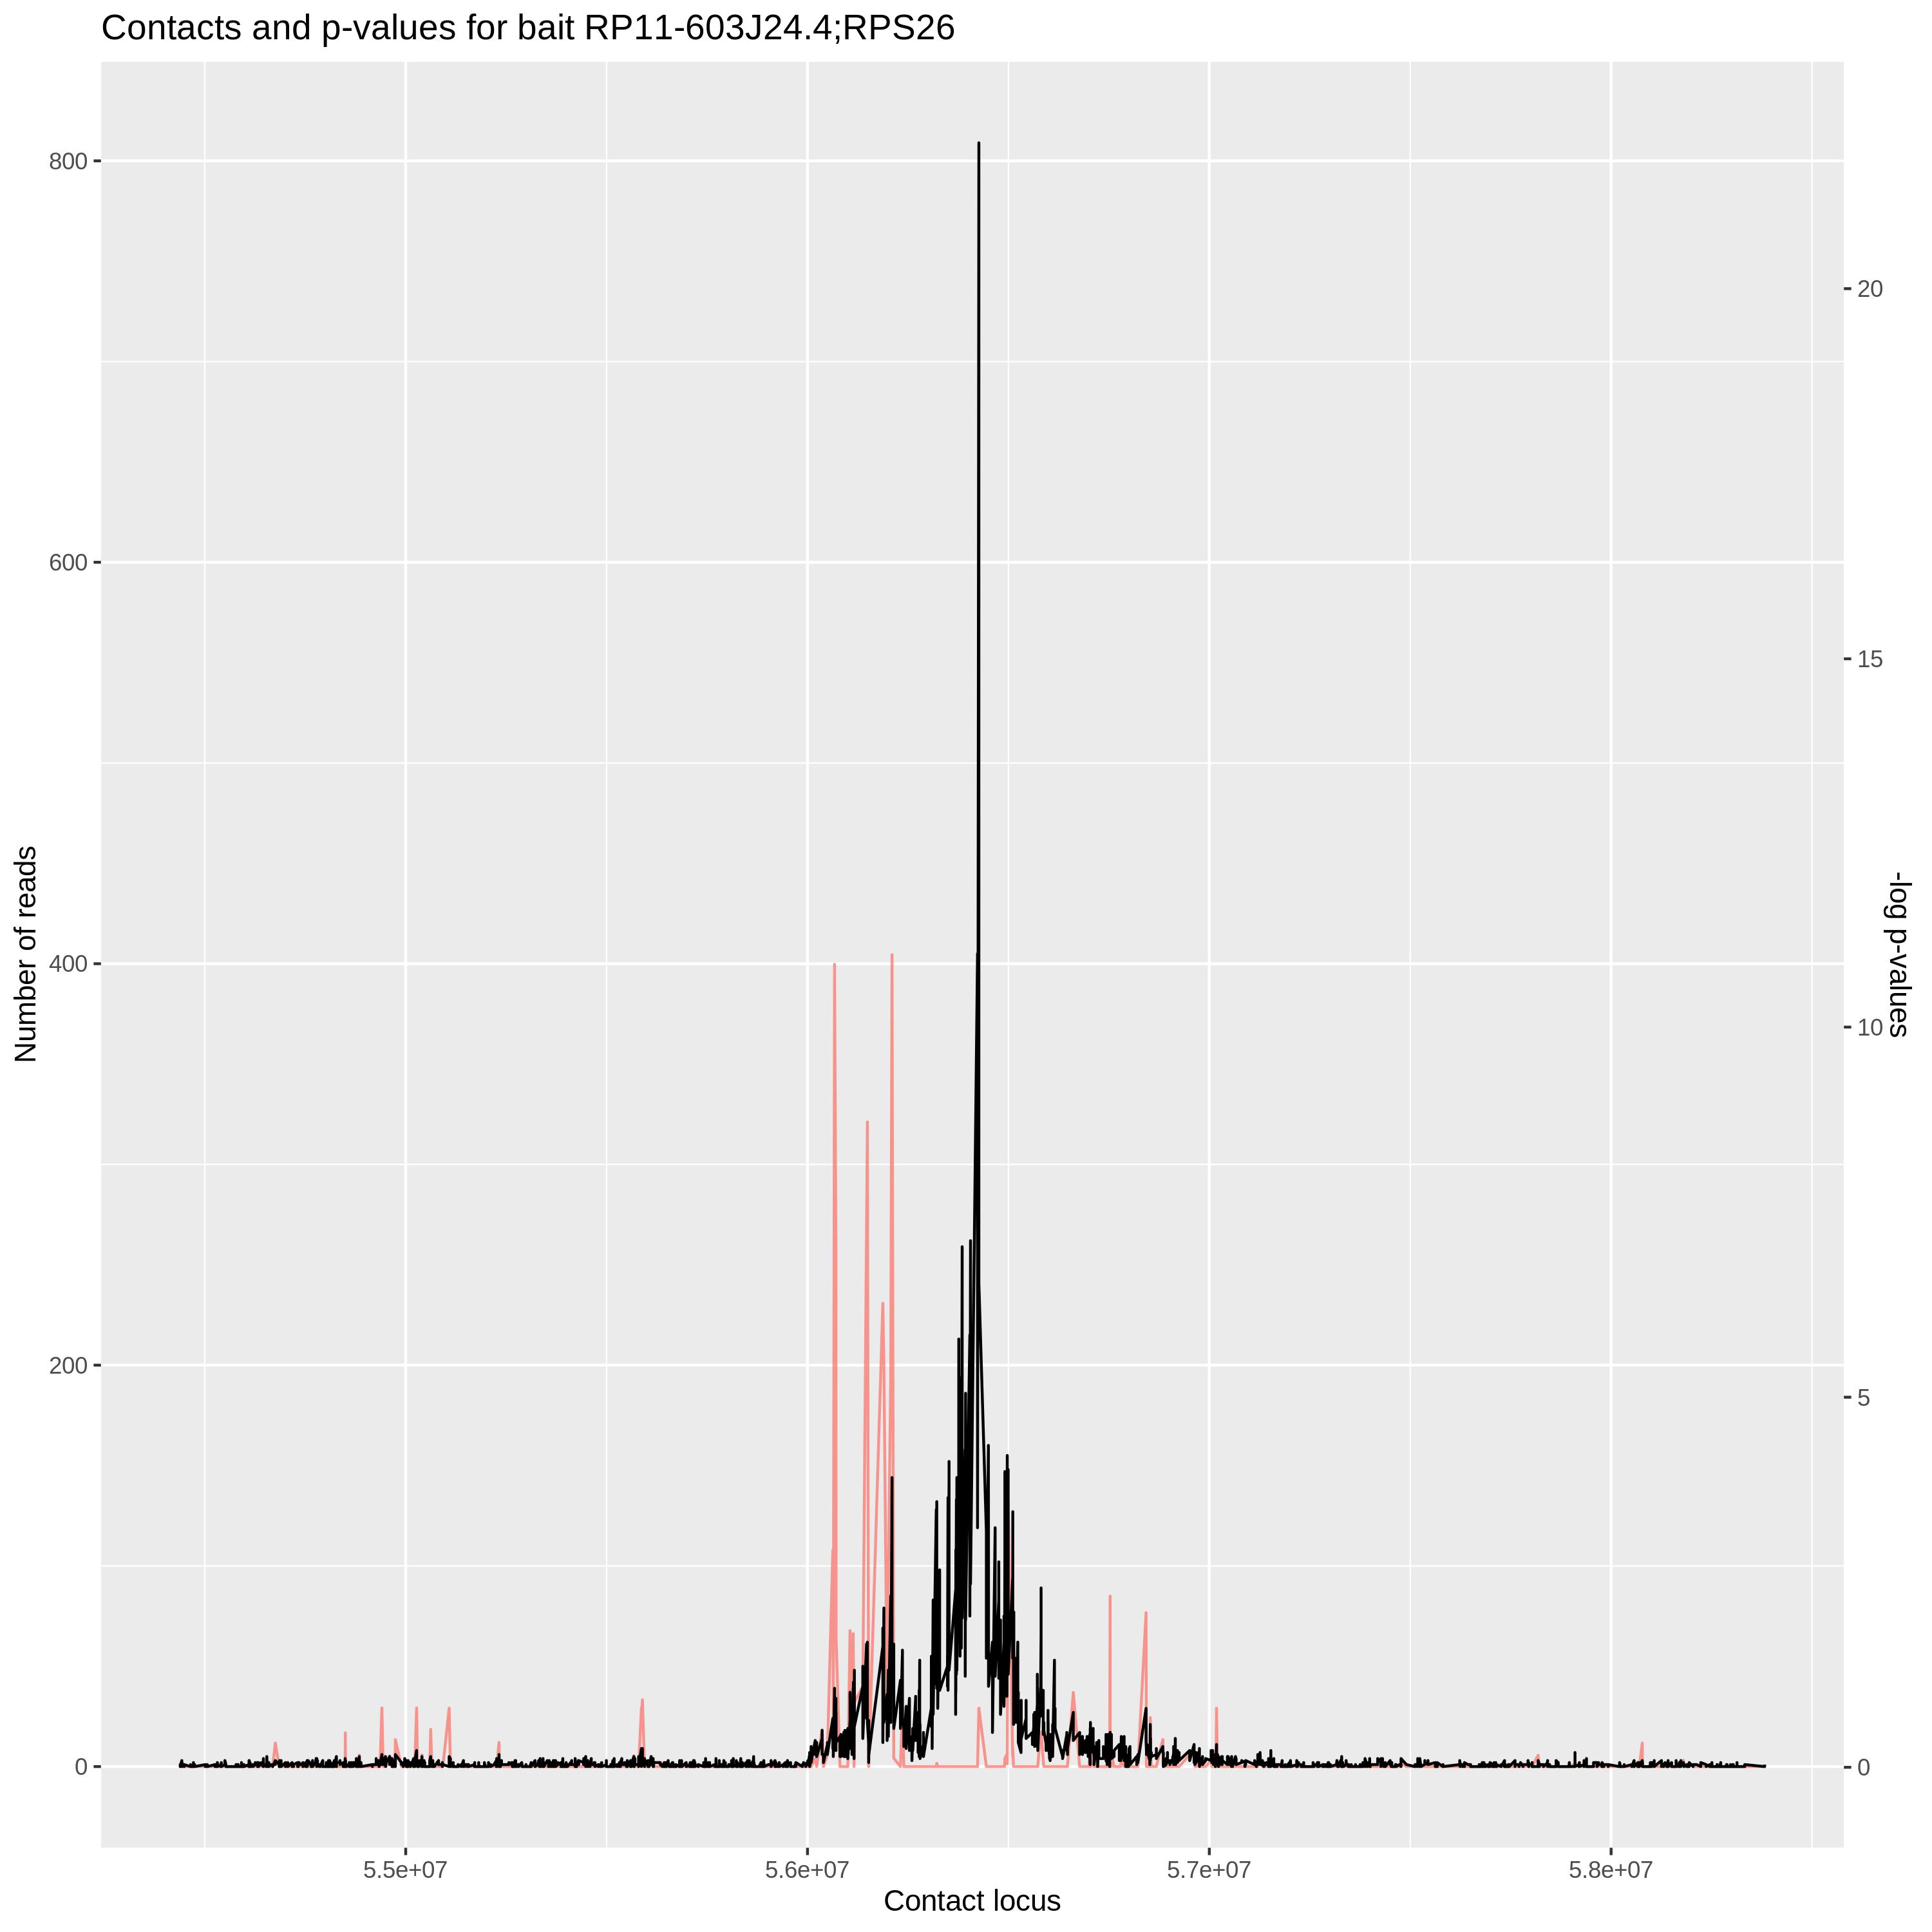 Contacts and p-values for bait RP11-603J24.4;RPS26
Number of reads
800
600
400
200
0
20
15
10
5
0
-log p-values
5.5e+07
5.6e+07
5.7e+07
5.8e+07
Contact locus